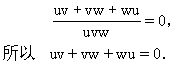 (uv + vw + wu)/(uvw) = 0,
所以 uv + vw + wu = 0.